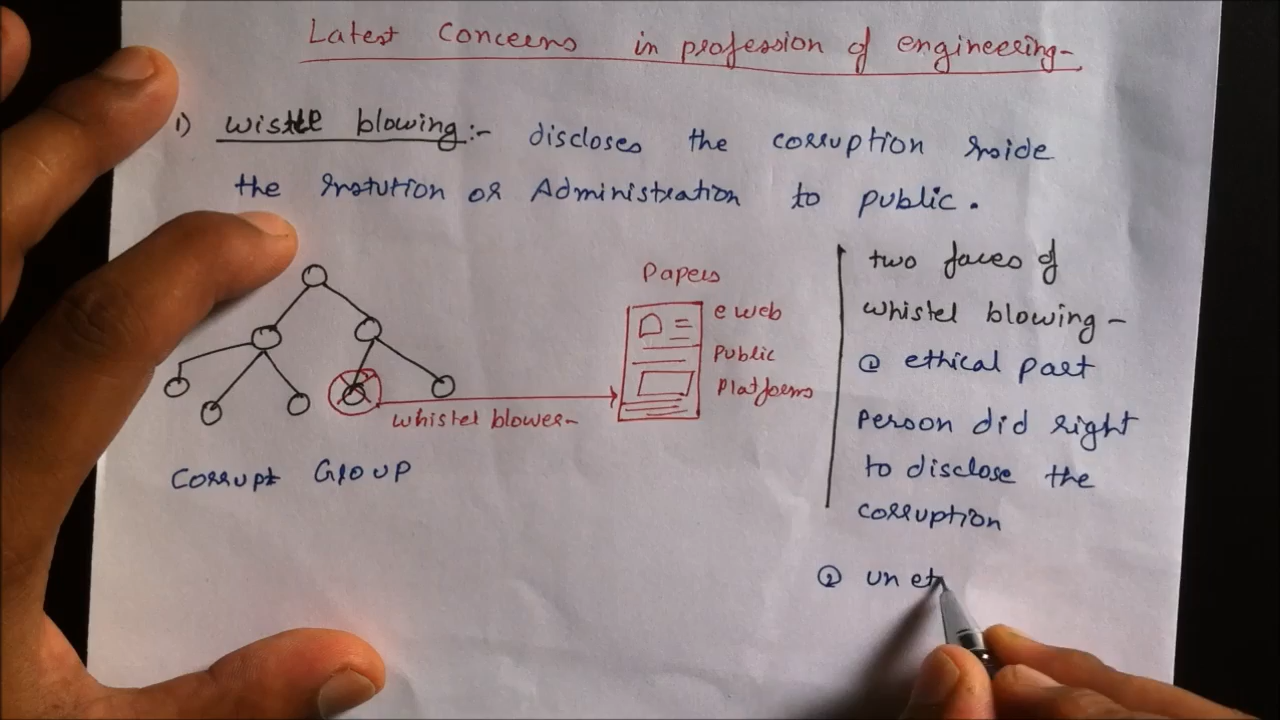 Latest Concerns in profession of engineering-
1) wistle blowing:- discloses the corruption inside
the instution or Administration to public.
Papers
e web
public
platforms
whistel blower-
Corrupt Group
two faces of
whistel blowing-
① ethical part
person did right
to disclose the
corruption
② un et